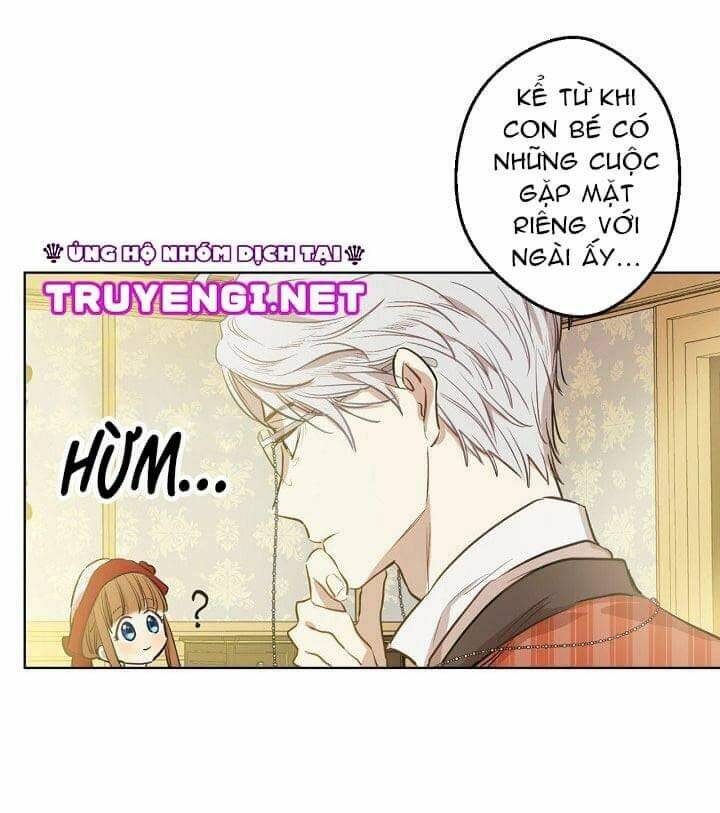 KỂ TỪ KHI
CON BÉ CÓ
NHỮNG CUỘC
GẶP MẶT
RIÊNG VỚI
NGÀI ẤY...
ỦNG HỘ NHÓM DỊCH TẠI
TRUYENGI.NET
HỪM...
?